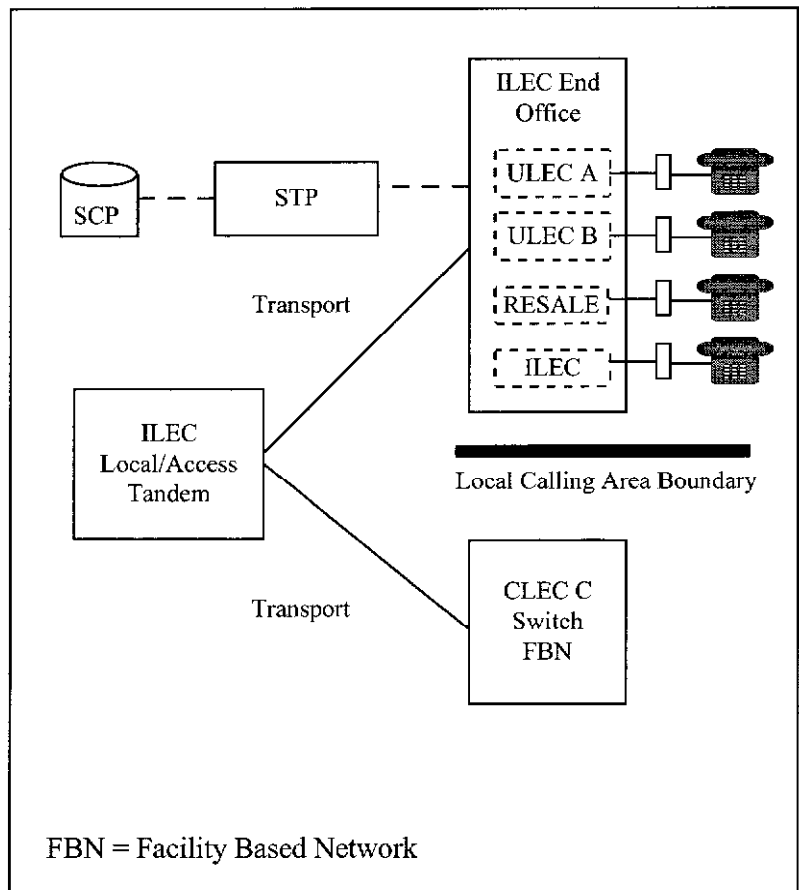 ILEC End
Office
ULEC A
ULEC B
RESALE
ILEC
SCP
STP
Transport
ILEC
Local/Access
Tandem
Local Calling Area Boundary
Transport
CLEC C
Switch
FBN
FBN = Facility Based Network